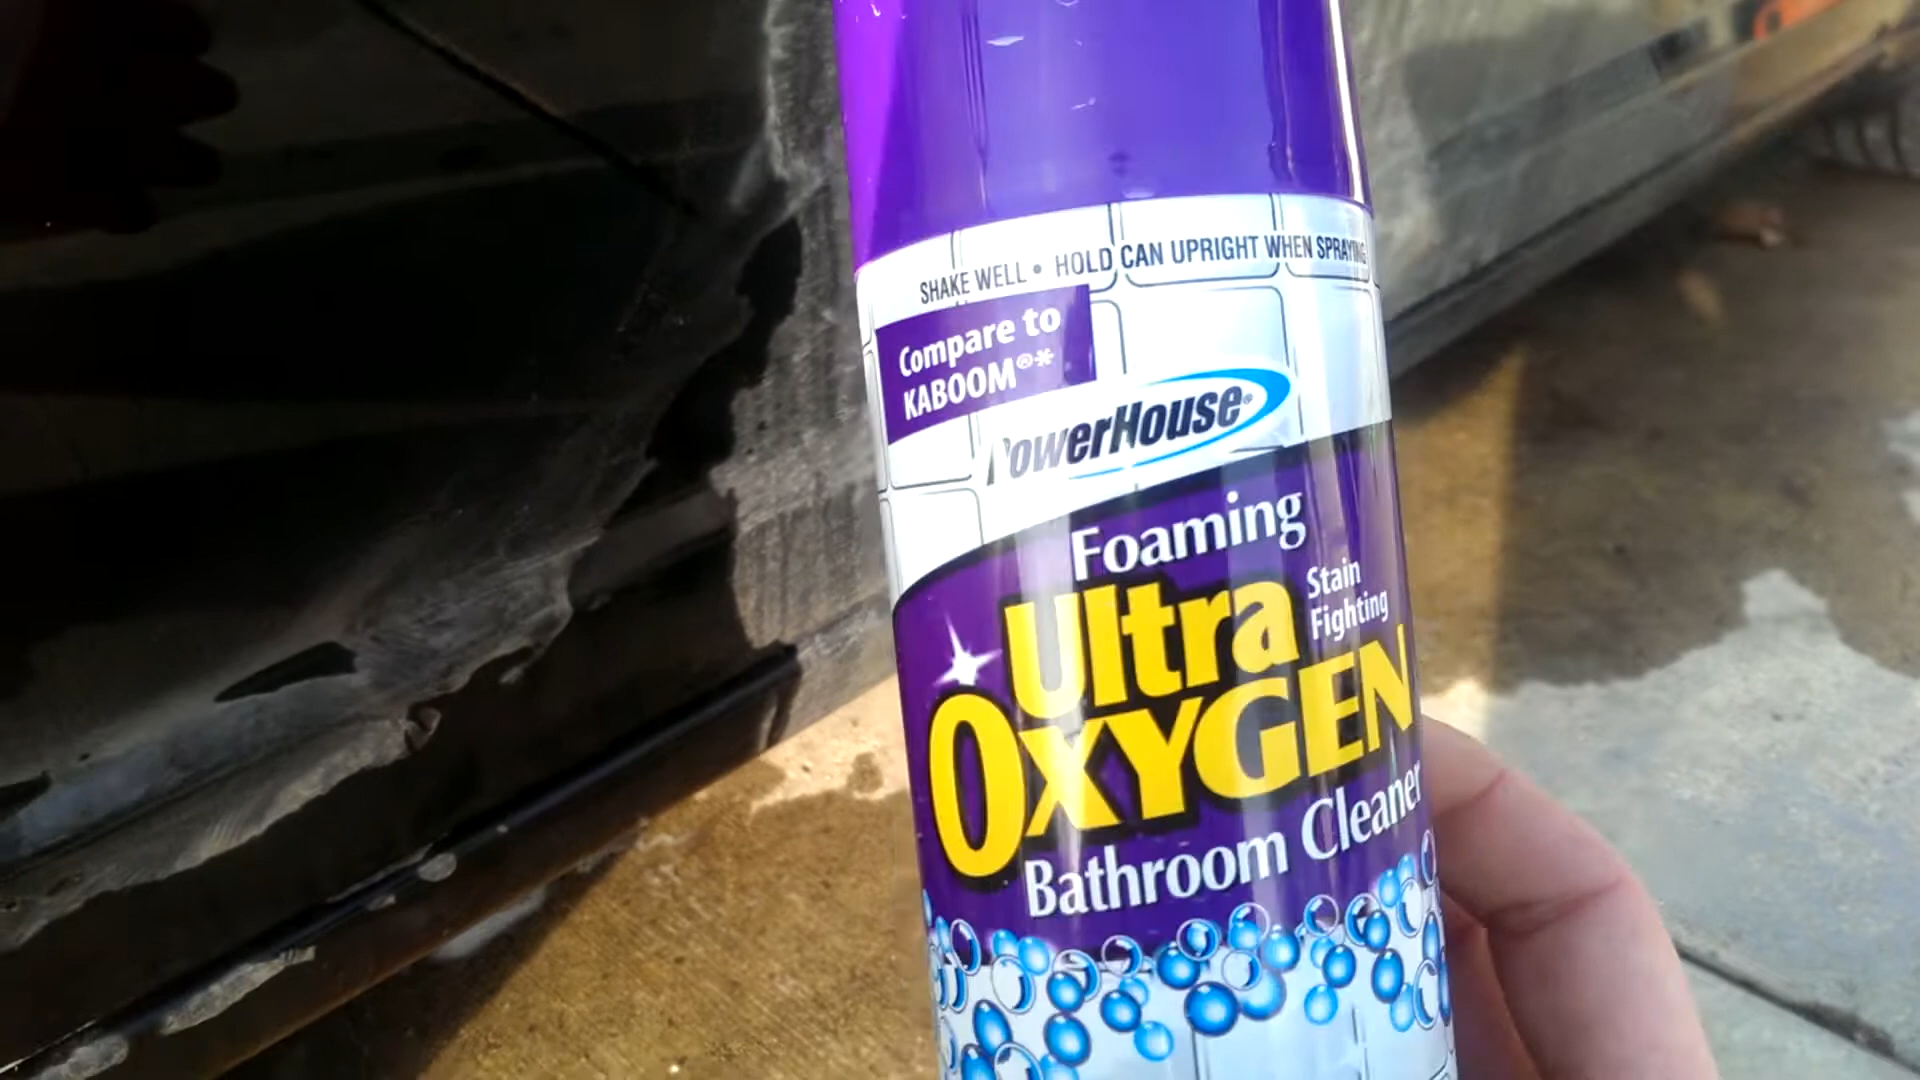 SHAKE WELL • HOLD CAN UPRIGHT WHEN SPRAYING
Compare to
KABOOM®*
PowerHouse®
Foaming
Ultra
Stain
Fighting
OXYGEN
Bathroom Cleaner